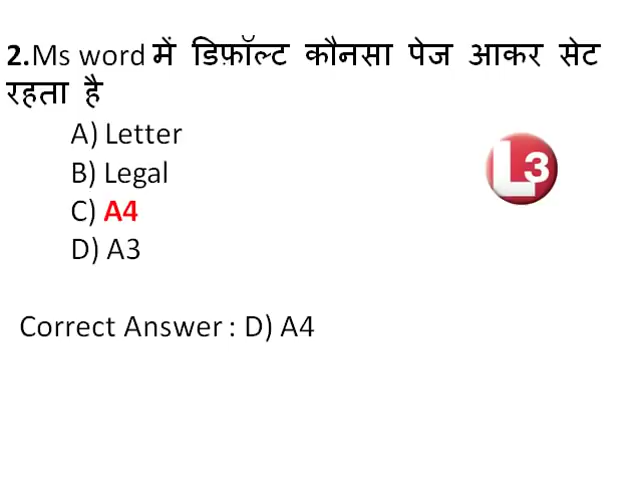 2.Ms word में डिफ़ॉल्ट कौनसा पेज आकर सेट
रहता है
A) Letter
B) Legal
C) A4
D) A3
L3
Correct Answer : D) A4